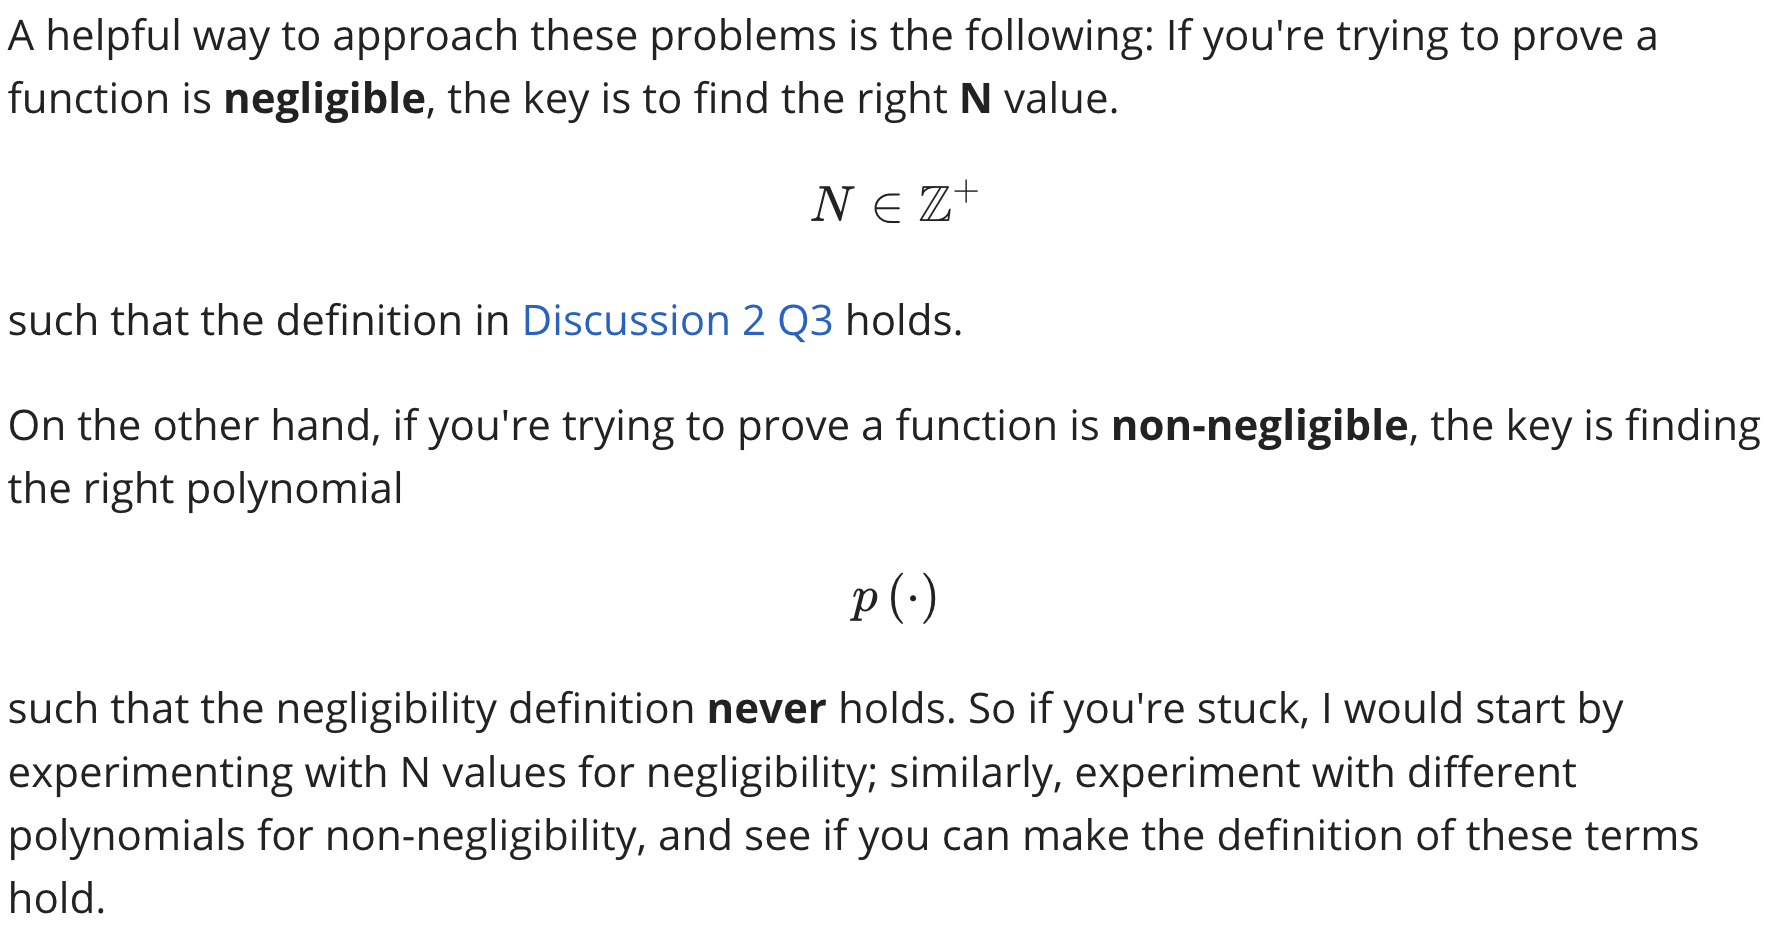 A helpful way to approach these problems is the following: If you're trying to prove a
function is negligible, the key is to find the right N value.
N ∈ ℤ⁺
such that the definition in Discussion 2 Q3 holds.
On the other hand, if you're trying to prove a function is non-negligible, the key is finding
the right polynomial
p (·)
such that the negligibility definition never holds. So if you're stuck, I would start by
experimenting with N values for negligibility; similarly, experiment with different
polynomials for non-negligibility, and see if you can make the definition of these terms
hold.